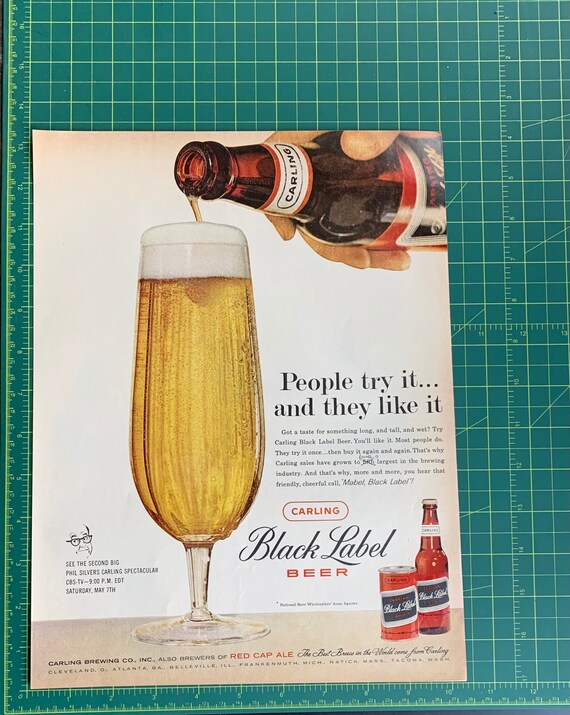 CARLING
People try it...
and they like it
Got a taste for something long, and tall, and wet? Try
Carling Black Label Beer. You'll like it. Most people do.
They try it once...then buy it again and again. That's why
Carling sales have grown to largest in the brewing
industry. And that's why, more and more, you hear that
friendly, cheerful call, "Mabel, Black Label"!
CARLING
Black Label
BEER
CARLING
Black Label
CARLING
Black Label
SEE THE SECOND BIG
PHIL SILVERS CARLING SPECTACULAR
CBS-TV—9:00 P.M. EDT
SATURDAY, MAY 7TH
CARLING BREWING CO., INC., ALSO BREWERS OF RED CAP ALE The Best Brews in the World come from Carling
CLEVELAND, O., ATLANTA, GA., BELLEVILLE, ILL., FRANKENMUTH, MICH., NATICK, MASS., TACOMA, WASH.